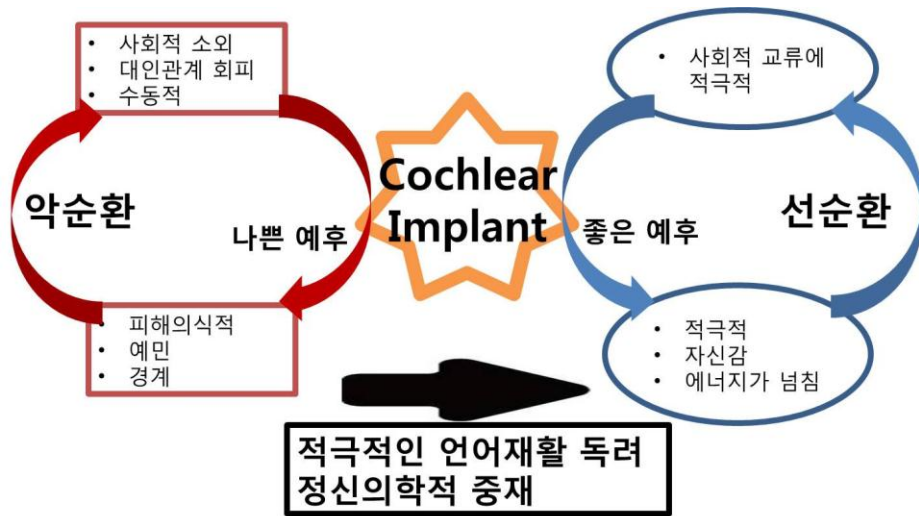 • 사회적 소외
• 대인관계 회피
• 수동적
악순환
나쁜 예후
• 피해의식적
• 예민
• 경계
Cochlear
Implant
• 사회적 교류에
적극적
좋은 예후
선순환
• 적극적
• 자신감
• 에너지가 넘침
적극적인 언어재활 독려
정신의학적 중재